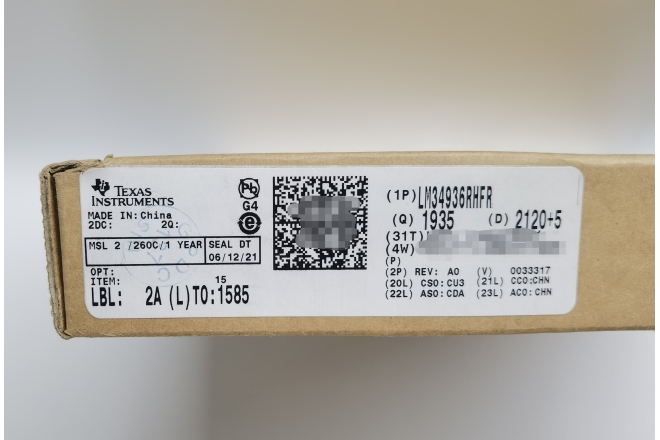 TEXAS
INSTRUMENTS
MADE IN: China
2DC: 2Q:
Pb
G4
e
MSL 2 /260C/1 YEAR
SEAL DT
06/12/21
OPT:
ITEM: 15
LBL: 2A (L)TO:1585
(1P)LM34936RHFR
(Q) 1935 (D) 2120+5
(31T)
(4W)
(P)
(2P) REV: A0 (V) 0033317
(20L) CSO:CU3 (21L) CCO:CHN
(22L) ASO:CDA (23L) ACO:CHN